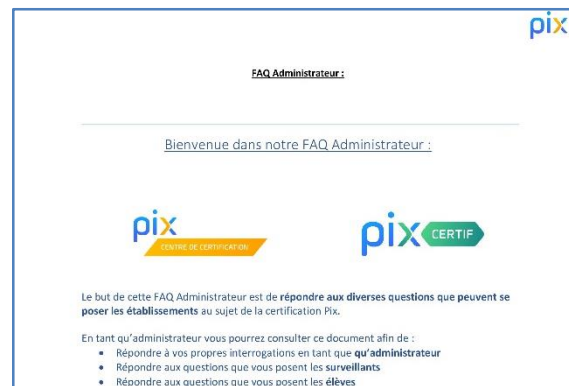 pix
FAQ Administrateur :
Bienvenue dans notre FAQ Administrateur :
pix
CENTRE DE CERTIFICATION
pix CERTIF
Le but de cette FAQ Administrateur est de répondre aux diverses questions que peuvent se
poser les établissements au sujet de la certification Pix.
En tant qu'administrateur vous pourrez consulter ce document afin de :
• Répondre à vos propres interrogations en tant que qu'administrateur
• Répondre aux questions que vous posent les surveillants
• Répondre aux questions que vous posent les élèves